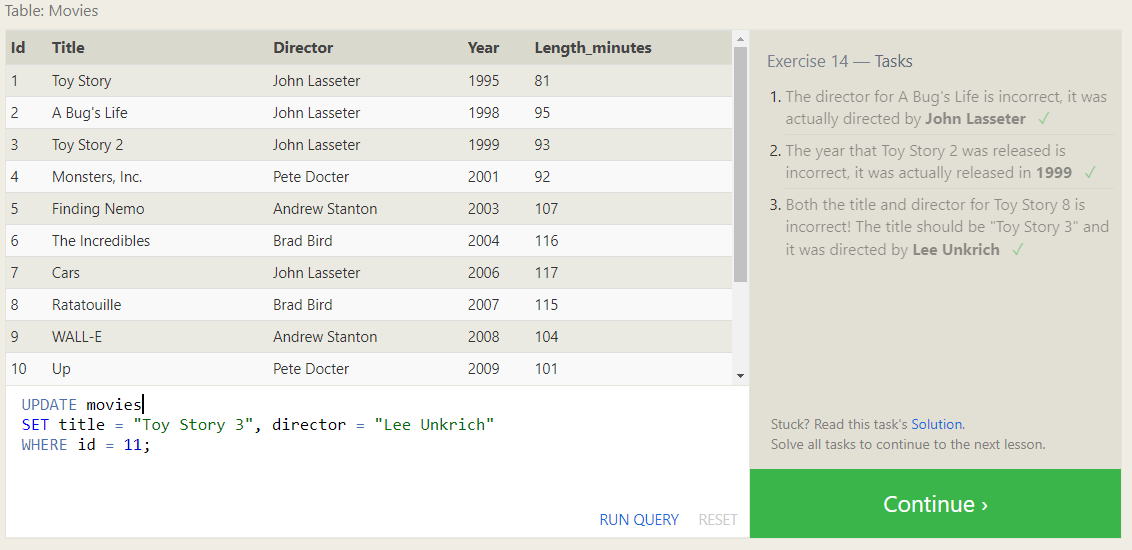 Table: Movies
Id Title Director Year Length_minutes
1 Toy Story John Lasseter 1995 81
2 A Bug's Life John Lasseter 1998 95
3 Toy Story 2 John Lasseter 1999 93
4 Monsters, Inc. Pete Docter 2001 92
5 Finding Nemo Andrew Stanton 2003 107
6 The Incredibles Brad Bird 2004 116
7 Cars John Lasseter 2006 117
8 Ratatouille Brad Bird 2007 115
9 WALL-E Andrew Stanton 2008 104
10 Up Pete Docter 2009 101
UPDATE movies
SET title = "Toy Story 3", director = "Lee Unkrich"
WHERE id = 11;
RUN QUERY RESET
Exercise 14 — Tasks
1. The director for A Bug's Life is incorrect, it was
actually directed by John Lasseter ✓
2. The year that Toy Story 2 was released is
incorrect, it was actually released in 1999 ✓
3. Both the title and director for Toy Story 8 is
incorrect! The title should be "Toy Story 3" and
it was directed by Lee Unkrich ✓
Stuck? Read this task's Solution.
Solve all tasks to continue to the next lesson.
Continue ›